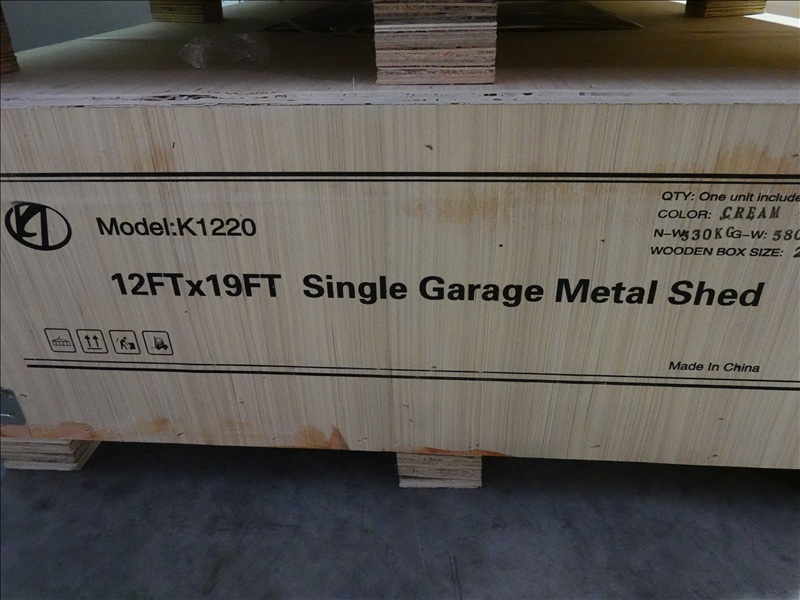 QTY: One unit include
COLOR: CREAM
Model:K1220
N-W: 530KG G-W: 580
WOODEN BOX SIZE: 2
12FTx19FT Single Garage Metal Shed
Made In China